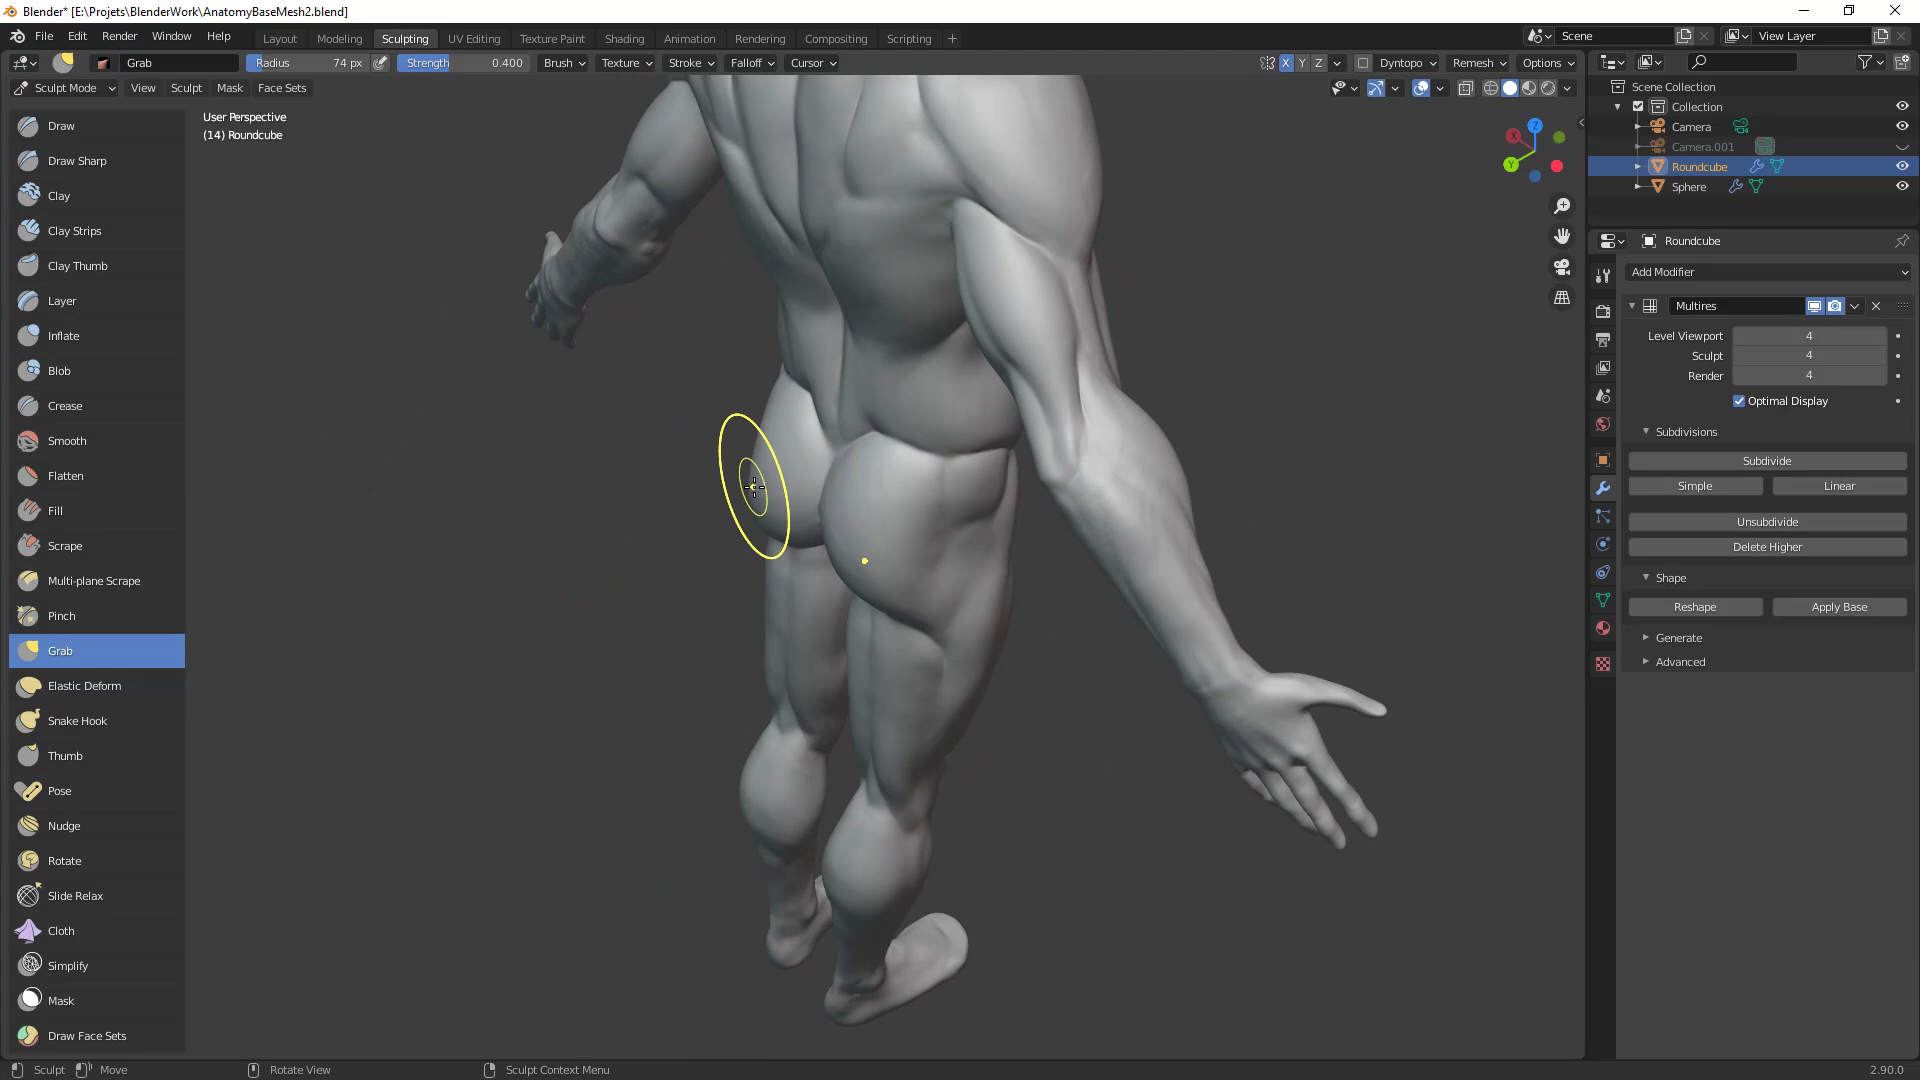 Blender* [E:\Projets\BlenderWork\AnatomyBaseMesh2.blend]
File Edit Render Window Help Layout Modeling Sculpting UV Editing Texture Paint Shading Animation Rendering Compositing Scripting + Scene View Layer
Grab Radius 74 px Strength 0.400 Brush Texture Stroke Falloff Cursor X Y Z Dyntopo Remesh Options
Sculpt Mode View Sculpt Mask Face Sets
User Perspective
(14) Roundcube
Draw
Draw Sharp
Clay
Clay Strips
Clay Thumb
Layer
Inflate
Blob
Crease
Smooth
Flatten
Fill
Scrape
Multi-plane Scrape
Pinch
Grab
Elastic Deform
Snake Hook
Thumb
Pose
Nudge
Rotate
Slide Relax
Cloth
Simplify
Mask
Draw Face Sets
Z
X
Y
Scene Collection
Collection
Camera
Camera.001
Roundcube
Sphere
Roundcube
Add Modifier
Multires
Level Viewport 4
Sculpt 4
Render 4
Optimal Display
Subdivisions
Subdivide
Simple Linear
Unsubdivide
Delete Higher
Shape
Reshape Apply Base
Generate
Advanced
Sculpt Move Rotate View Sculpt Context Menu 2.90.0